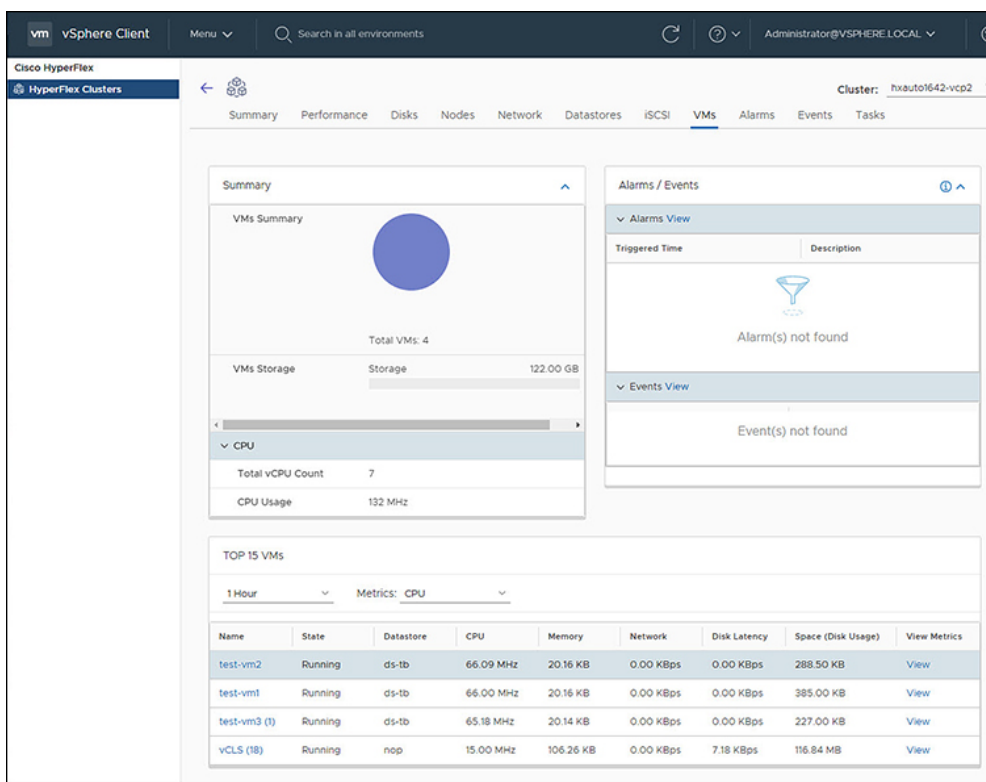 vm vSphere Client Menu Search in all environments Administrator@VSPHERE.LOCAL
Cisco HyperFlex
HyperFlex Clusters
Cluster: hxauto1642-vcp2
Summary Performance Disks Nodes Network Datastores iSCSI VMs Alarms Events Tasks
Summary
VMs Summary
Total VMs: 4
VMs Storage Storage 122.00 GB
CPU
Total vCPU Count 7
CPU Usage 132 MHz
Alarms / Events
Alarms View
Triggered Time Description
Alarm(s) not found
Events View
Event(s) not found
TOP 15 VMs
1 Hour Metrics: CPU
Name State Datastore CPU Memory Network Disk Latency Space (Disk Usage) View Metrics
test-vm2 Running ds-tb 66.09 MHz 20.16 KB 0.00 KBps 0.00 KBps 288.50 KB View
test-vm1 Running ds-tb 66.00 MHz 20.16 KB 0.00 KBps 0.00 KBps 385.00 KB View
test-vm3 (1) Running ds-tb 65.18 MHz 20.14 KB 0.00 KBps 0.00 KBps 227.00 KB View
vCLS (18) Running nop 15.00 MHz 106.26 KB 0.00 KBps 7.18 KBps 116.84 MB View